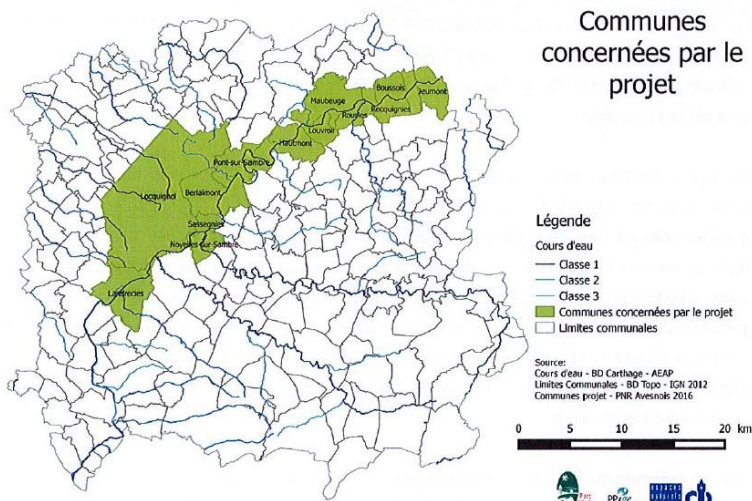 Communes
concernées par le
projet
Boussois
Jeumont
Maubeuge
Rousies
Recquignies
Louvroil
Hautmont
Pont-sur-Sambre
Locquignol
Berlaimont
Sassegnies
Noyelles-sur-Sambre
Landrecies
Légende
Cours d'eau
Classe 1
Classe 2
Classe 3
Communes concernées par le projet
Limites communales
Source:
Cours d'eau - BD Carthage - AEAP
Limites Communales - BD Topo - IGN 2012
Communes projet - PNR Avesnois 2016
0 5 10 15 20 km